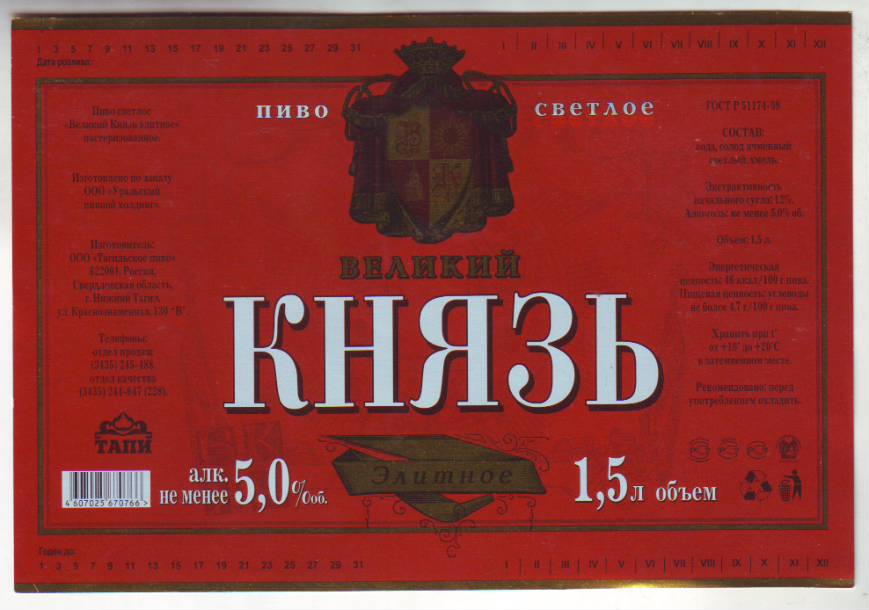 1 3 5 7 9 11 13 15 17 19 21 23 25 27 29 31
I II III IV V VI VII VIII IX X XI XII
Дата розлива:
ПИВО СВЕТЛОЕ
Пиво светлое
«Великий Князь элитное»
пастеризованное.
Изготовлено по заказу
ООО «Уральский
пивной холдинг».
Изготовитель:
ООО «Тагильское пиво»
622001, Россия,
Свердловская область,
г. Нижний Тагил,
ул. Краснознаменная, 130 "В"
Телефоны:
отдел продаж
(3435) 245-488,
отдел качества
(3435) 241-847 (228).
ТАПИ
4 607025 670766 >
В
К
ВЕЛИКИЙ
КНЯЗЬ
Элитное
алк.
не менее 5,0 %об.
1,5 л объем
ГОСТ Р 51174-98
СОСТАВ:
вода, солод ячменный
светлый, хмель.
Экстрактивность
начального сусла: 12%.
Алкоголь: не менее 5,0% об.
Объем: 1,5 л.
Энергетическая
ценность: 48 ккал/100 г пива.
Пищевая ценность: углеводы
не более 4,7 г/100 г пива.
Хранить при t°
от +10° до +20°С
в затемненном месте.
Рекомендовано: перед
употреблением охладить.
Годен до:
1 3 5 7 9 11 13 15 17 19 21 23 25 27 29 31
I II III IV V VI VII VIII IX X XI XII